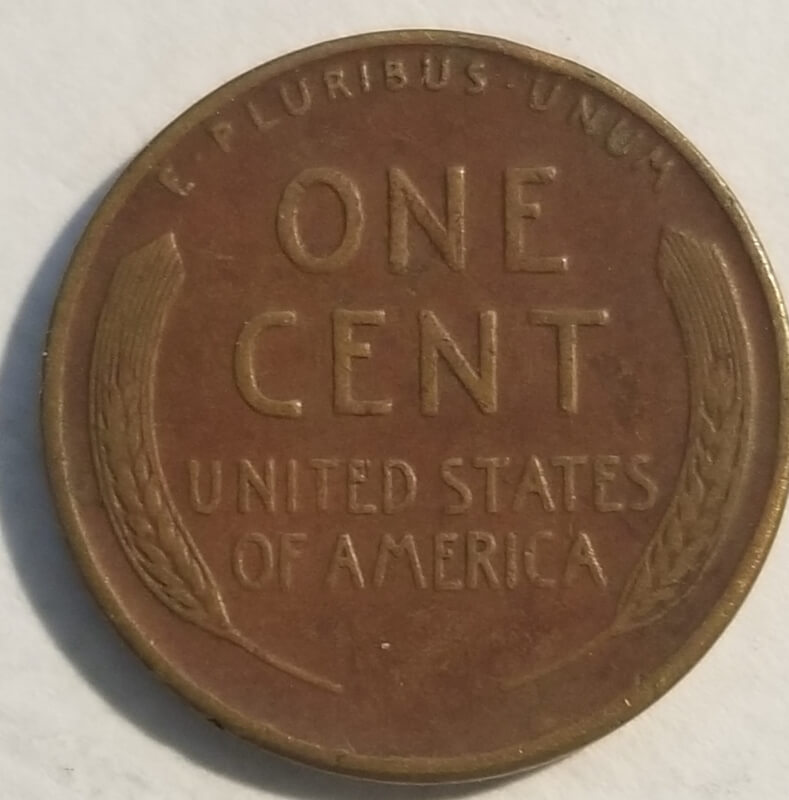 E · PLURIBUS · UNUM
ONE
CENT
UNITED STATES
OF AMERICA